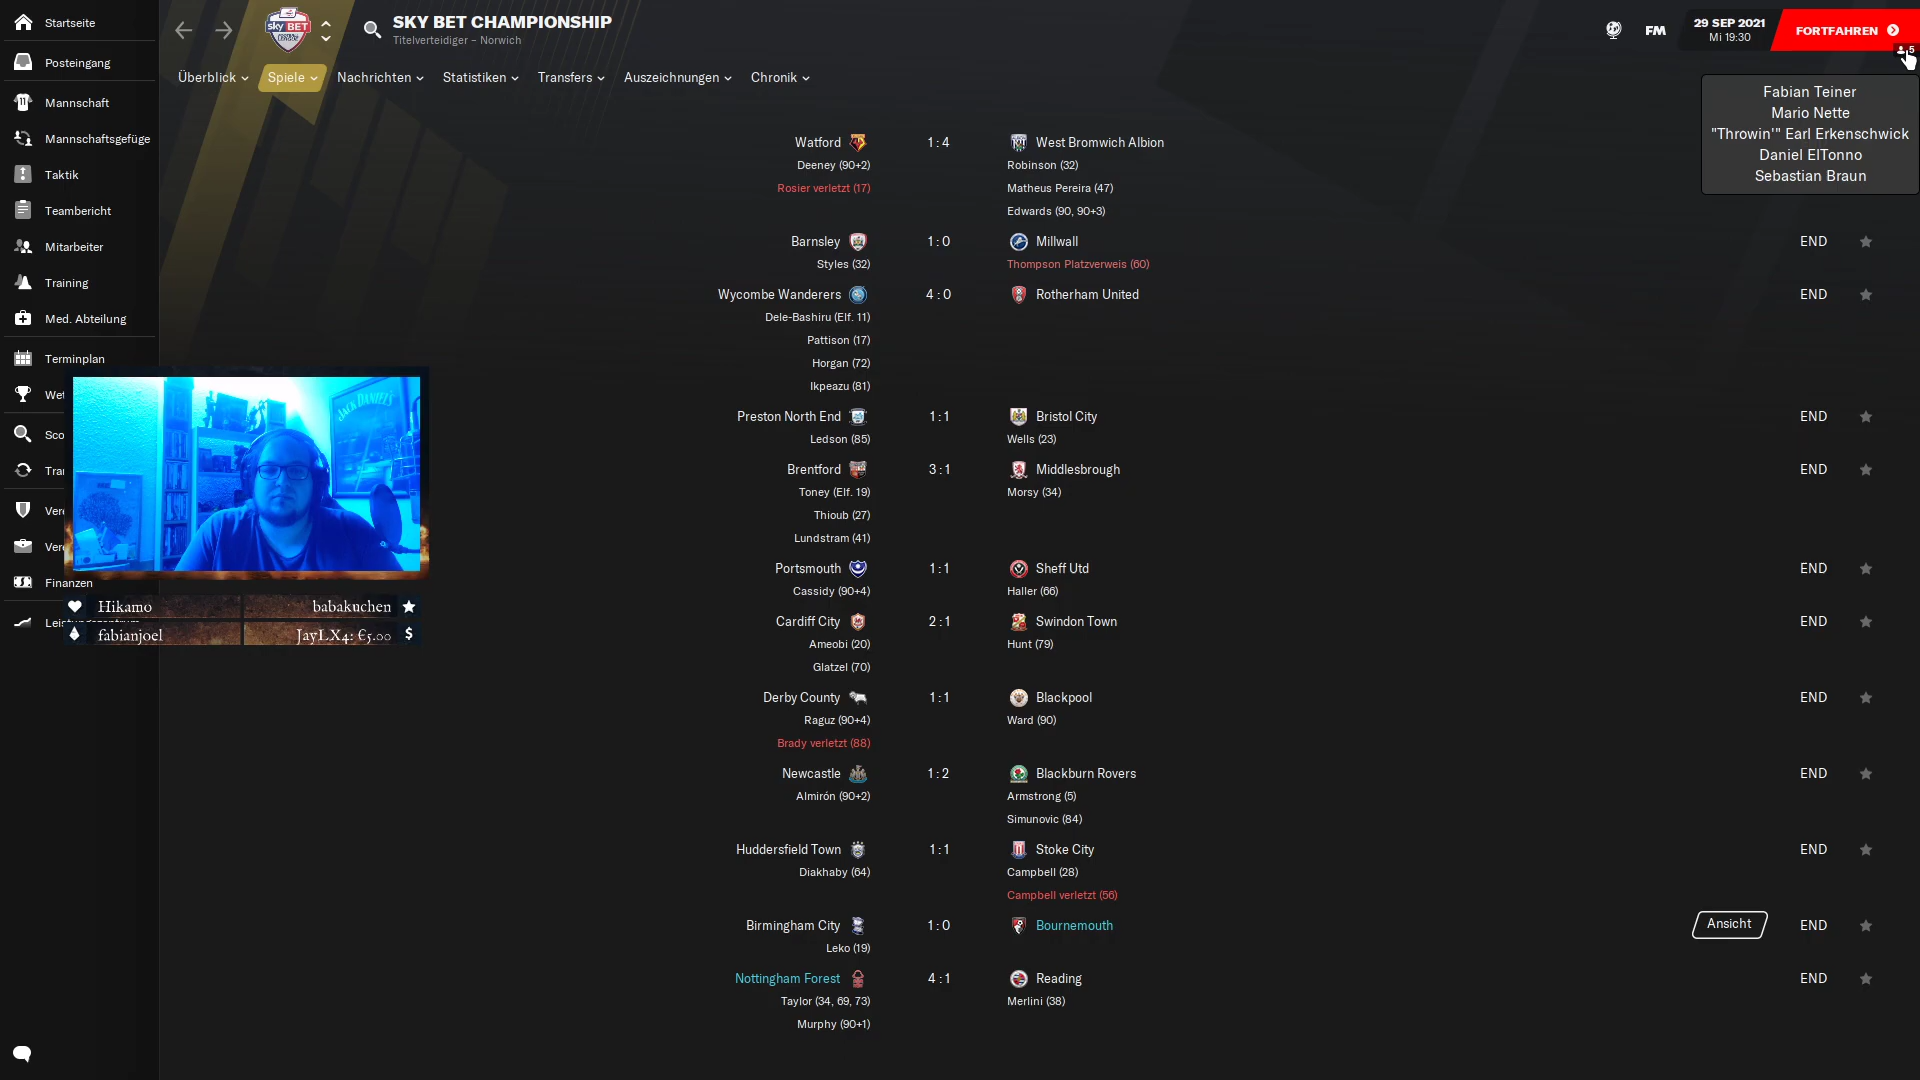 Startseite
SKY BET CHAMPIONSHIP
Titelverteidiger – Norwich
FM
29 SEP 2021
Mi 19:30
FORTFAHREN
5
Posteingang
Überblick
Spiele
Nachrichten
Statistiken
Transfers
Auszeichnungen
Chronik
Fabian Teiner
Mario Nette
"Throwin'" Earl Erkenschwick
Daniel ElTonno
Sebastian Braun
Mannschaft
Mannschaftsgefüge
Taktik
Teambericht
Mitarbeiter
Training
Med. Abteilung
Terminplan
Wet
Sco
Tra
Vere
Ver
Finanzen
Watford 1 : 4 West Bromwich Albion
Deeney (90+2) Robinson (32)
Rosier verletzt (17) Matheus Pereira (47)
Edwards (90, 90+3)
Barnsley 1 : 0 Millwall END
Styles (32) Thompson Platzverweis (60)
Wycombe Wanderers 4 : 0 Rotherham United END
Dele-Bashiru (Elf. 11)
Pattison (17)
Horgan (72)
Ikpeazu (81)
Preston North End 1 : 1 Bristol City END
Ledson (85) Wells (23)
Brentford 3 : 1 Middlesbrough END
Toney (Elf. 19) Morsy (34)
Thioub (27)
Lundstram (41)
Portsmouth 1 : 1 Sheff Utd END
Cassidy (90+4) Haller (66)
Cardiff City 2 : 1 Swindon Town END
Ameobi (20) Hunt (79)
Glatzel (70)
Derby County 1 : 1 Blackpool END
Raguz (90+4) Ward (90)
Brady verletzt (88)
Newcastle 1 : 2 Blackburn Rovers END
Almirón (90+2) Armstrong (5)
Simunovic (84)
Huddersfield Town 1 : 1 Stoke City END
Diakhaby (64) Campbell (28)
Campbell verletzt (56)
Birmingham City 1 : 0 Bournemouth Ansicht END
Leko (19)
Nottingham Forest 4 : 1 Reading END
Taylor (34, 69, 73) Merlini (38)
Murphy (90+1)
JACK DANIEL'S
Hikamo babakuchen
fabianjoel JayLX4: €5.00
sky BET